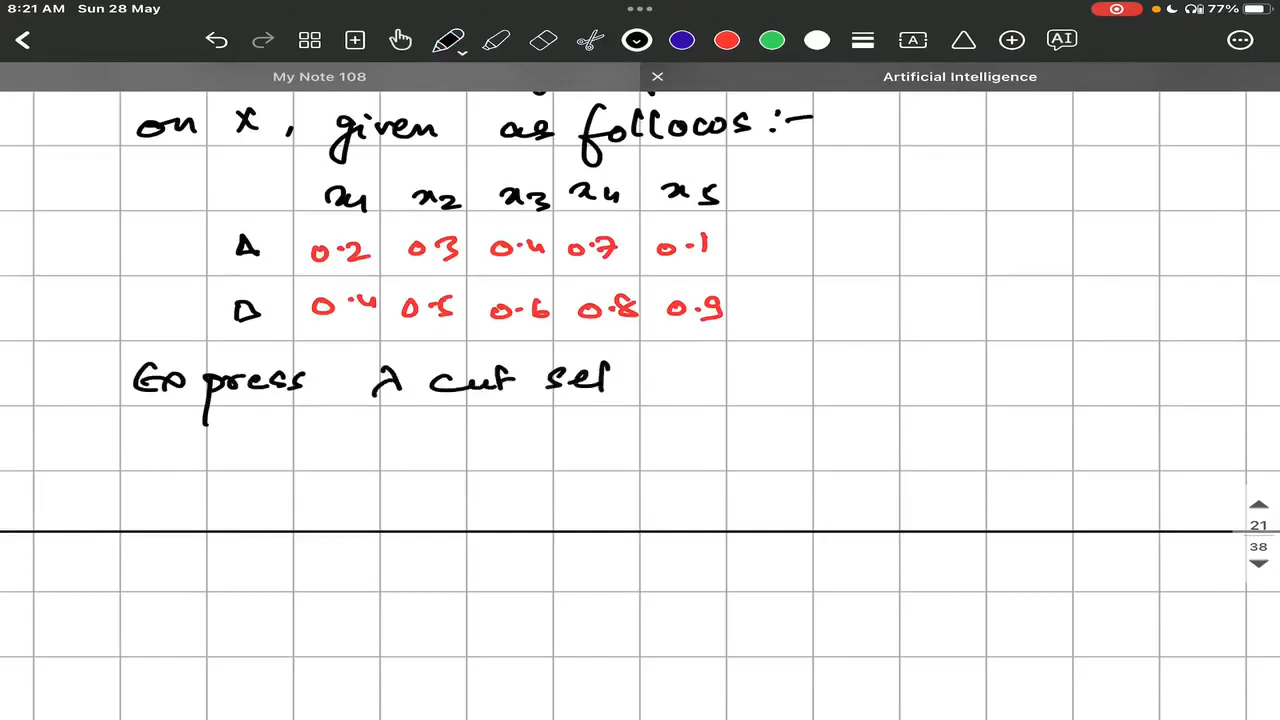 8:21 AM Sun 28 May 77%
My Note 108 Artificial Intelligence
on X, given as follows :-
x1 x2 x3 x4 x5
A 0.2 0.3 0.4 0.7 0.1
B 0.4 0.5 0.6 0.8 0.9
Express λ cut set
21
38